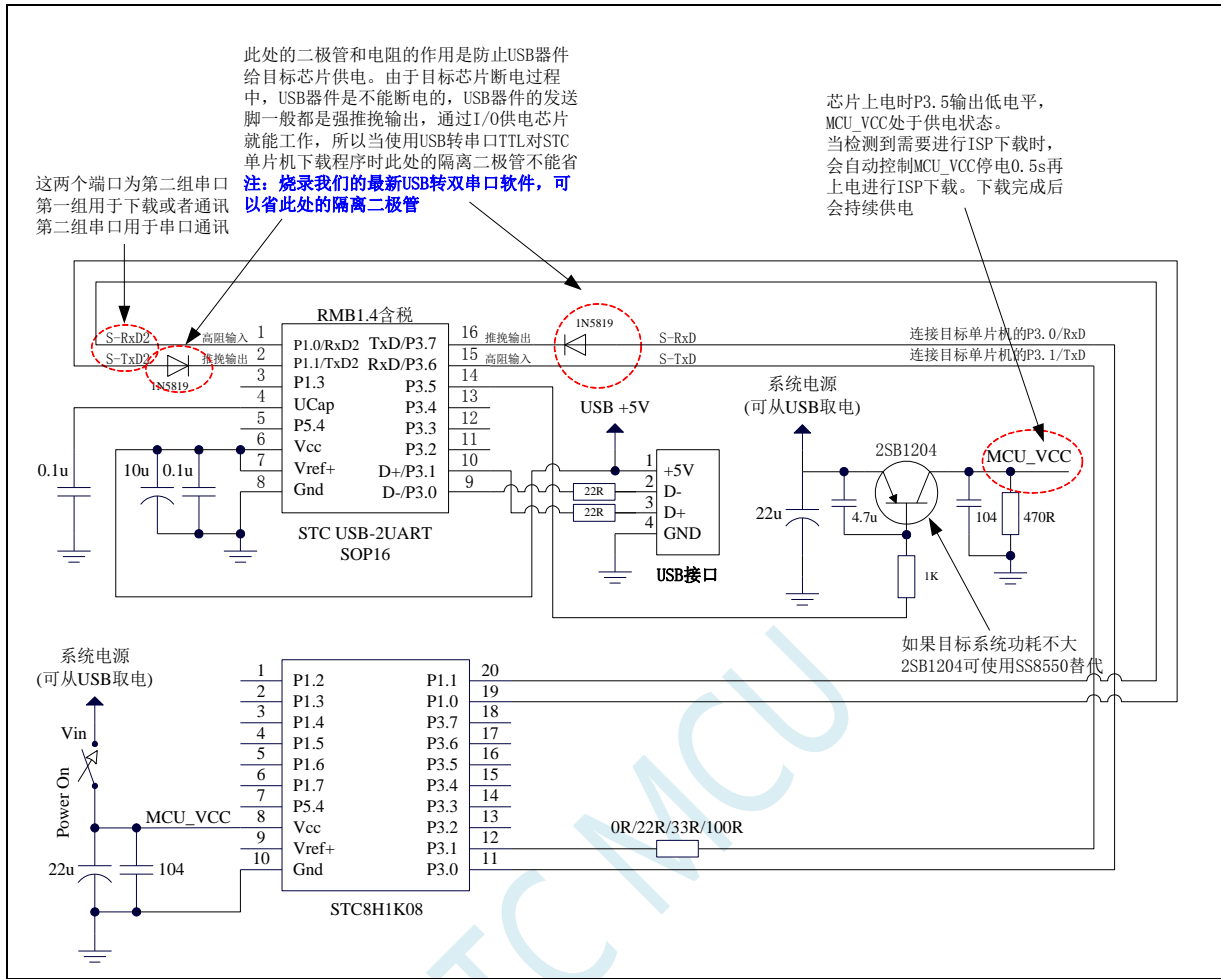 此处的二极管和电阻的作用是防止USB器件
给目标芯片供电。由于目标芯片断电过程
中，USB器件是不能断电的，USB器件的发送
脚一般都是强推挽输出，通过I/O供电芯片
就能工作，所以当使用USB转串口TTL对STC
单片机下载程序时此处的隔离二极管不能省
注：烧录我们的最新USB转双串口软件，可
以省此处的隔离二极管
芯片上电时P3.5输出低电平，
MCU_VCC处于供电状态。
当检测到需要进行ISP下载时，
会自动控制MCU_VCC停电0.5s再
上电进行ISP下载。下载完成后
会持续供电
这两个端口为第二组串口
第一组用于下载或者通讯
第二组串口用于串口通讯
RMB1.4含税
S-RxD2 高阻输入 1 P1.0/RxD2 TxD/P3.7 16 推挽输出 1N5819 S-RxD 连接目标单片机的P3.0/RxD
S-TxD2 1N5819 推挽输出 2 P1.1/TxD2 RxD/P3.6 15 高阻输入 S-TxD 连接目标单片机的P3.1/TxD
3 P1.3 P3.5 14
4 UCap P3.4 13
5 P5.4 P3.3 12
6 Vcc P3.2 11
7 Vref+ D+/P3.1 10
8 Gnd D-/P3.0 9
STC USB-2UART
SOP16
0.1u 10u 0.1u
USB +5V
1 +5V
22R 2 D-
22R 3 D+
4 GND
USB接口
系统电源
(可从USB取电)
2SB1204 MCU_VCC
22u 4.7u 104 470R
1K
如果目标系统功耗不大
2SB1204可使用SS8550替代
系统电源
(可从USB取电)
Vin
Power On
MCU_VCC
22u 104
1 P1.2 P1.1 20
2 P1.3 P1.0 19
3 P1.4 P3.7 18
4 P1.5 P3.6 17
5 P1.6 P3.5 16
6 P1.7 P3.4 15
7 P5.4 P3.3 14
8 Vcc P3.2 13
9 Vref+ P3.1 12
10 Gnd P3.0 11
0R/22R/33R/100R
STC8H1K08
STC MCU